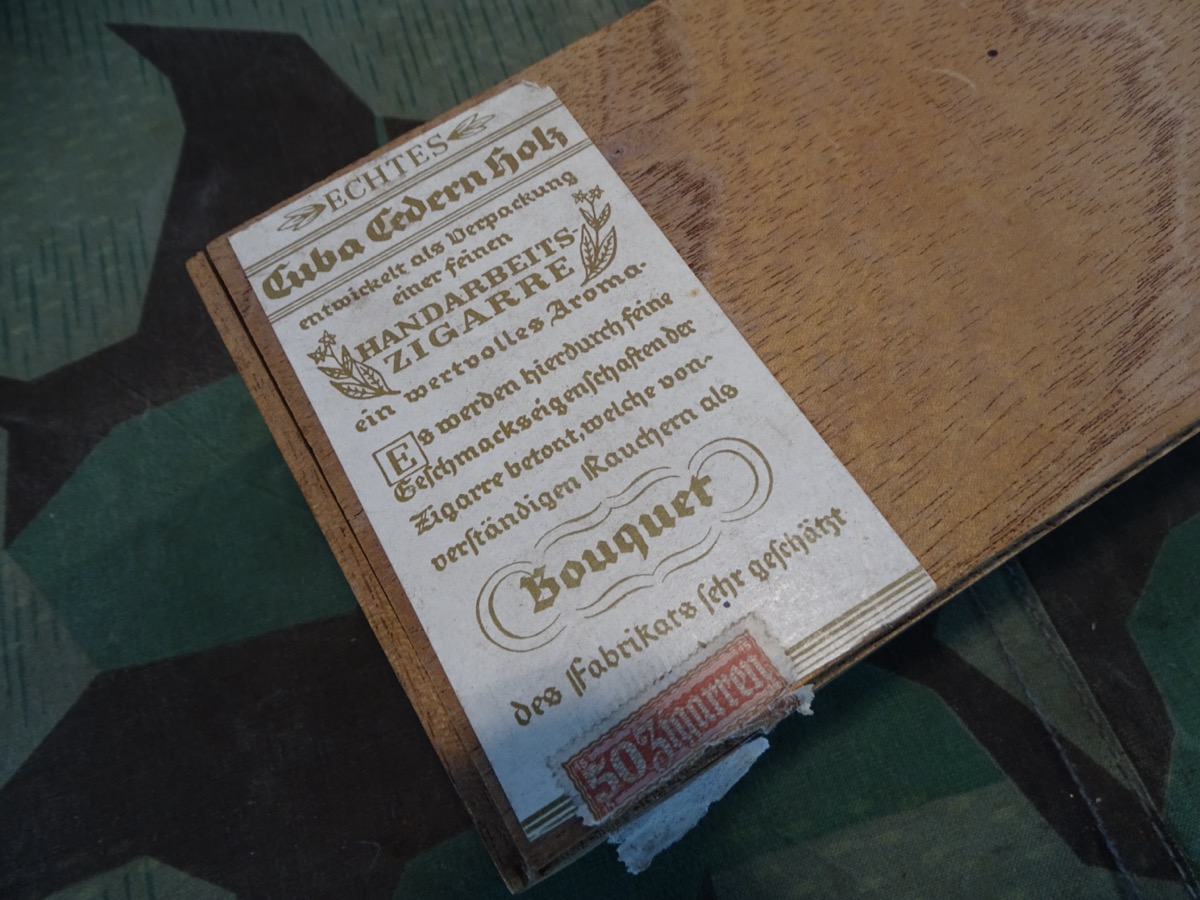 ECHTES
Cuba Cedern Holz
entwickelt als Verpackung
einer feinen
HANDARBEITS-
ZIGARRE
ein wertvolles Aroma.
Es werden hierdurch feine
Geſchmackseigenſchaften der
Zigarre betont, welche von
verſtändigen Rauchern als
Bouquet
des Fabrikats ſehr geſchätzt
50 Zigarren